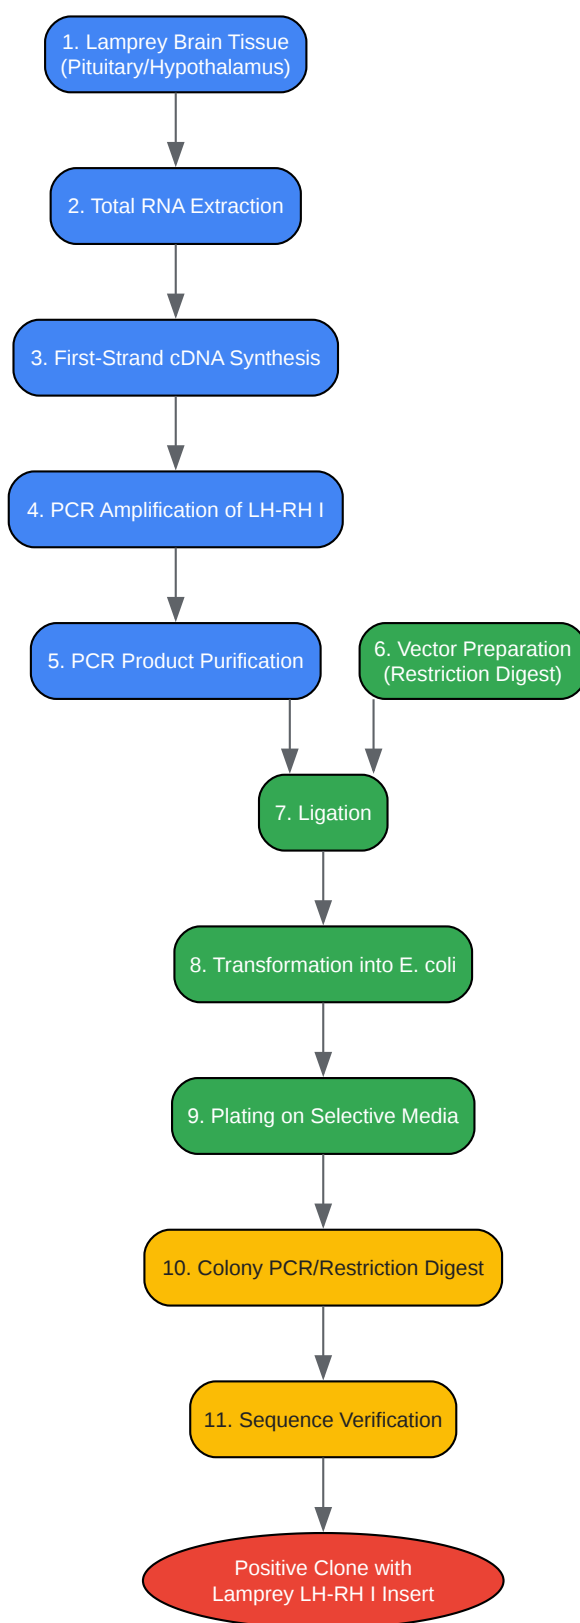 1. Lamprey Brain Tissue
(Pituitary/Hypothalamus)
2. Total RNA Extraction
3. First-Strand cDNA Synthesis
4. PCR Amplification of LH-RH I
5. PCR Product Purification
6. Vector Preparation
(Restriction Digest)
7. Ligation
8. Transformation into E. coli
9. Plating on Selective Media
10. Colony PCR/Restriction Digest
11. Sequence Verification
Positive Clone with
Lamprey LH-RH I Insert